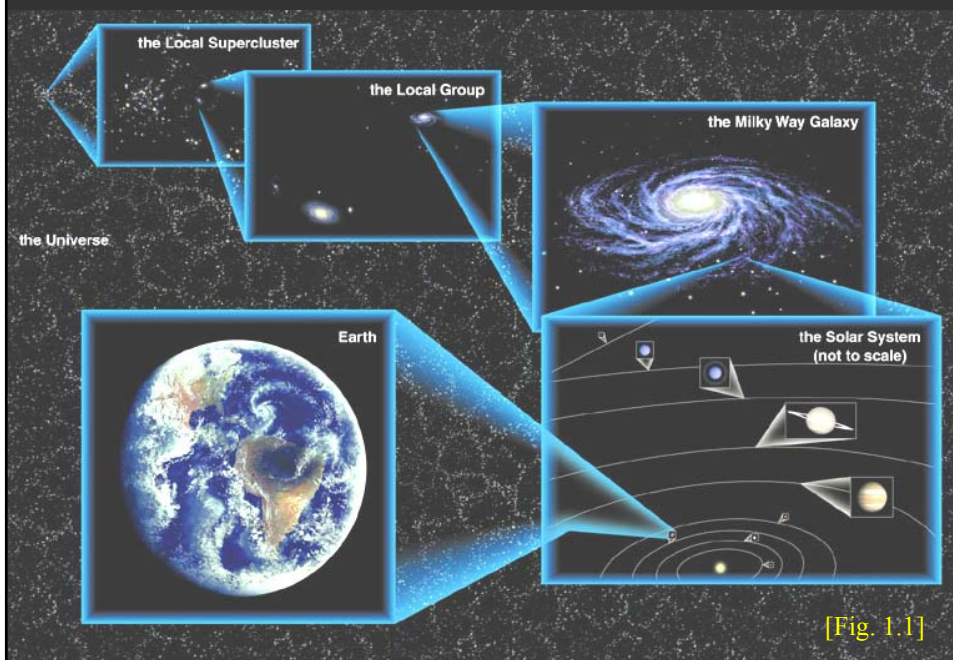 the Local Supercluster
the Local Group
the Milky Way Galaxy
the Universe
Earth
the Solar System
(not to scale)
[Fig. 1.1]